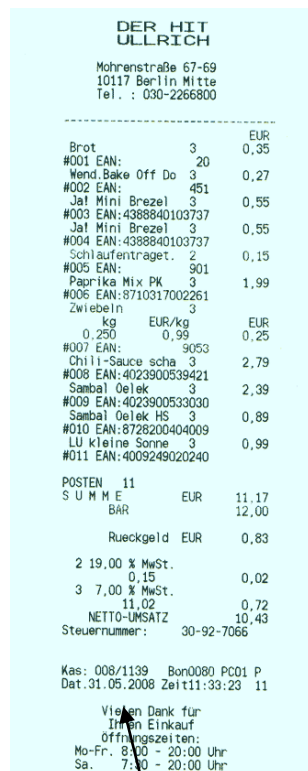 DER HIT
ULLRICH
Mohrenstraße 67-69
10117 Berlin Mitte
Tel. : 030-2266800
EUR
Brot 3 0,35
#001 EAN: 20
Wend.Bake Off Do 3 0,27
#002 EAN: 451
Ja! Mini Brezel 3 0,55
#003 EAN:4388840103737
Ja! Mini Brezel 3 0,55
#004 EAN:4388840103737
Schlaufentraget. 2 0,15
#005 EAN: 901
Paprika Mix PK 3 1,99
#006 EAN:8710317002261
Zwiebeln 3
kg EUR/kg EUR
0,250 0,99 0,25
#007 EAN: 9053
Chili-Sauce scha 3 2,79
#008 EAN:4023900539421
Sambal Oelek 3 2,39
#009 EAN:4023900533030
Sambal Oelek HS 3 0,89
#010 EAN:8728200404009
LU kleine Sonne 3 0,99
#011 EAN:4009249020240
POSTEN 11
S U M M E EUR 11,17
BAR 12,00
Rueckgeld EUR 0,83
2 19,00 % MwSt.
0,15 0,02
3 7,00 % MwSt.
11,02 0,72
NETTO-UMSATZ 10,43
Steuernummer: 30-92-7066
Kas: 008/1139 Bon0080 PC01 P
Dat.31.05.2008 Zeit11:33:23 11
Vielen Dank für
Ihren Einkauf
Öffnungszeiten:
Mo-Fr. 8:00 - 20:00 Uhr
Sa. 7:30 - 20:00 Uhr